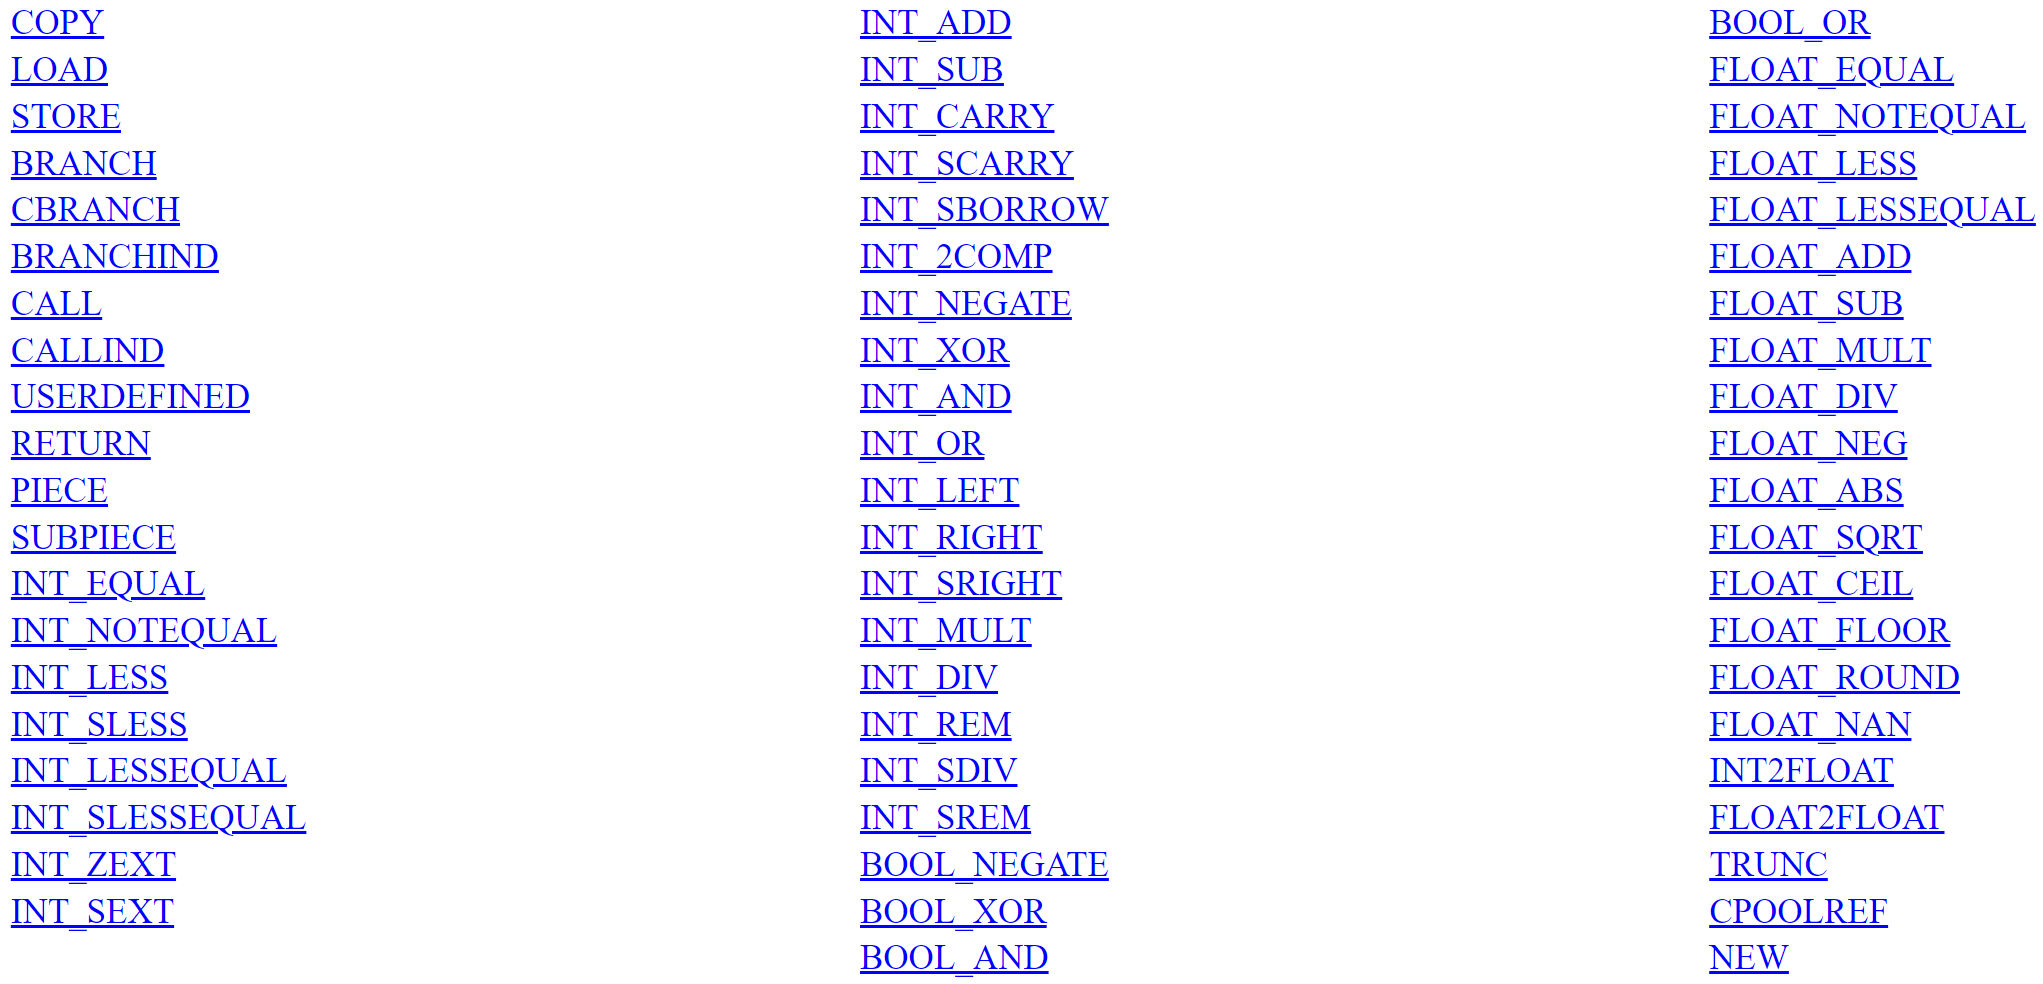 COPY
LOAD
STORE
BRANCH
CBRANCH
BRANCHIND
CALL
CALLIND
USERDEFINED
RETURN
PIECE
SUBPIECE
INT_EQUAL
INT_NOTEQUAL
INT_LESS
INT_SLESS
INT_LESSEQUAL
INT_SLESSEQUAL
INT_ZEXT
INT_SEXT
INT_ADD
INT_SUB
INT_CARRY
INT_SCARRY
INT_SBORROW
INT_2COMP
INT_NEGATE
INT_XOR
INT_AND
INT_OR
INT_LEFT
INT_RIGHT
INT_SRIGHT
INT_MULT
INT_DIV
INT_REM
INT_SDIV
INT_SREM
BOOL_NEGATE
BOOL_XOR
BOOL_AND
BOOL_OR
FLOAT_EQUAL
FLOAT_NOTEQUAL
FLOAT_LESS
FLOAT_LESSEQUAL
FLOAT_ADD
FLOAT_SUB
FLOAT_MULT
FLOAT_DIV
FLOAT_NEG
FLOAT_ABS
FLOAT_SQRT
FLOAT_CEIL
FLOAT_FLOOR
FLOAT_ROUND
FLOAT_NAN
INT2FLOAT
FLOAT2FLOAT
TRUNC
CPOOLREF
NEW